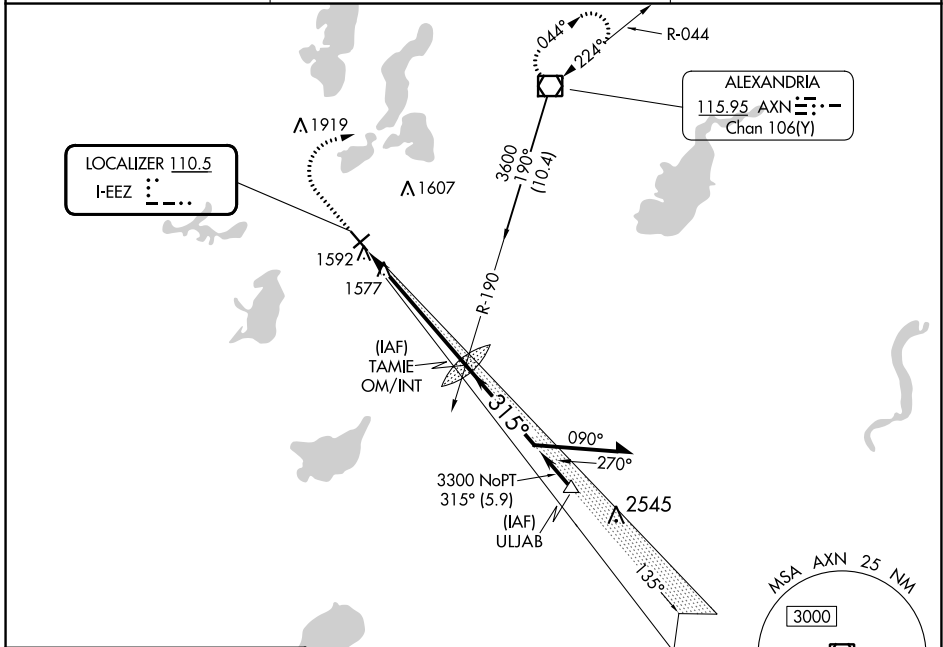 044°
224°
R-044
ALEXANDRIA
115.95 AXN
Chan 106(Y)
1919
LOCALIZER 110.5
I-EEZ
1607
3600
190°
(10.4)
1592
1577
R-190
(IAF)
TAMIE
OM/INT
315°
090°
270°
3300 NoPT
315° (5.9)
(IAF)
ULJAB
2545
135°
MSA AXN 25 NM
3000